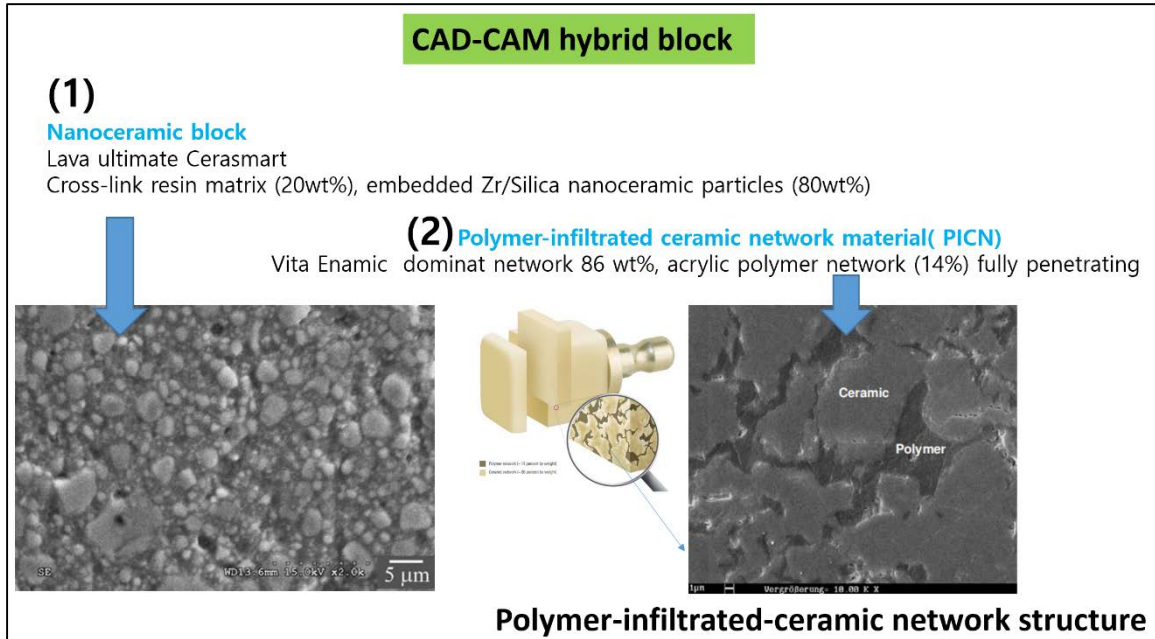 CAD-CAM hybrid block
(1)
Nanoceramic block
Lava ultimate Cerasmart
Cross-link resin matrix (20wt%), embedded Zr/Silica nanoceramic particles (80wt%)
(2) Polymer-infiltrated ceramic network material( PICN)
Vita Enamic dominat network 86 wt%, acrylic polymer network (14%) fully penetrating
Ceramic
Polymer
SE WD13.6mm 15.0kV x2.0k 5 μm
1µm Vergrößerung= 10.00 K X
Polymer-infiltrated-ceramic network structure